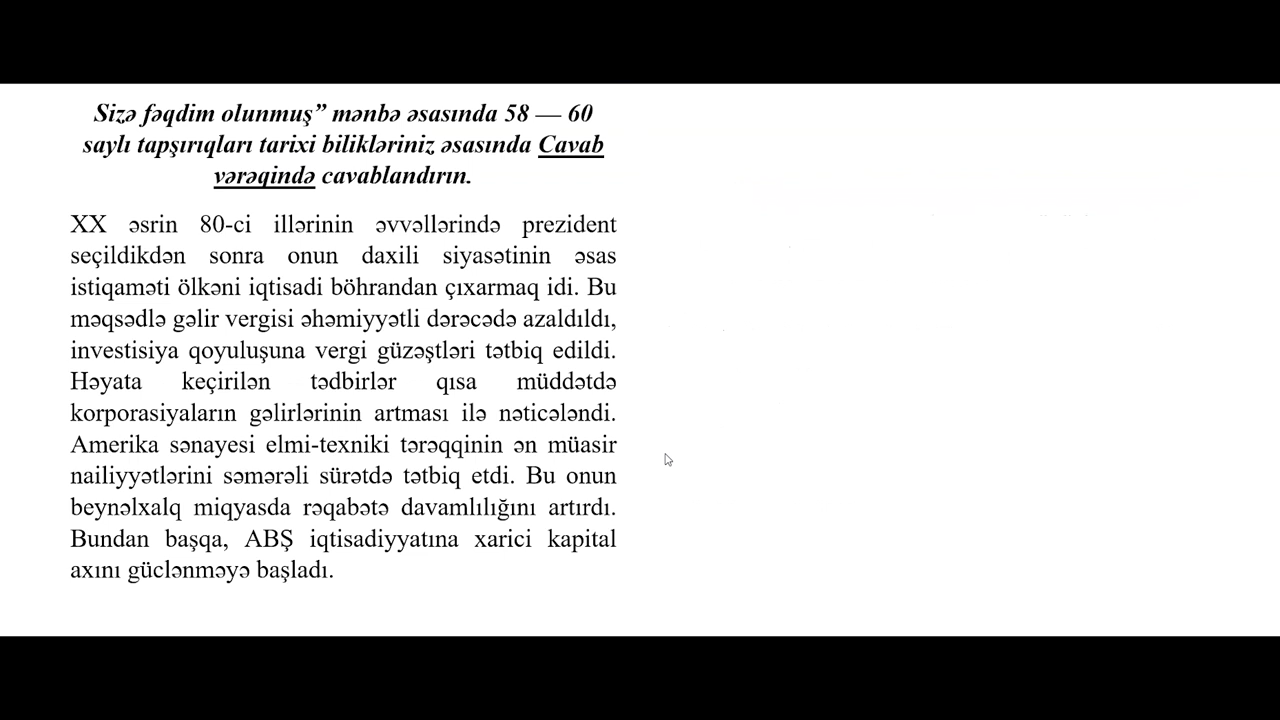 Sizə fəqdim olunmuş” mənbə əsasında 58 — 60
saylı tapşırıqları tarixi bilikləriniz əsasında Cavab
vərəqində cavablandırın.
XX əsrin 80-ci illərinin əvvəllərində prezident
seçildikdən sonra onun daxili siyasətinin əsas
istiqaməti ölkəni iqtisadi böhrandan çıxarmaq idi. Bu
məqsədlə gəlir vergisi əhəmiyyətli dərəcədə azaldıldı,
investisiya qoyuluşuna vergi güzəştləri tətbiq edildi.
Həyata keçirilən tədbirlər qısa müddətdə
korporasiyaların gəlirlərinin artması ilə nəticələndi.
Amerika sənayesi elmi-texniki tərəqqinin ən müasir
nailiyyətlərini səmərəli sürətdə tətbiq etdi. Bu onun
beynəlxalq miqyasda rəqabətə davamlılığını artırdı.
Bundan başqa, ABŞ iqtisadiyyatına xarici kapital
axını güclənməyə başladı.